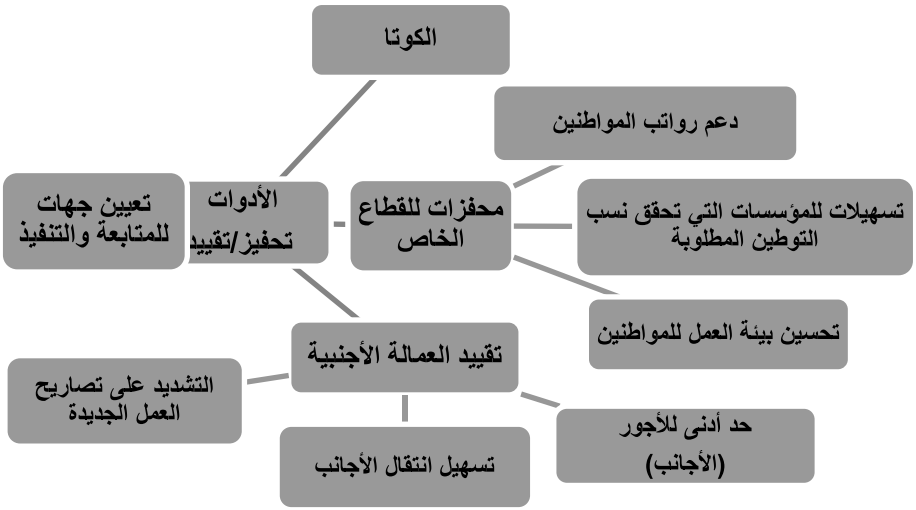 الكوتا
دعم رواتب المواطنين
تسهيلات للمؤسسات التي تحقق نسب
التوطين المطلوبة
محفزات للقطاع
الخاص
الأدوات
تحفيز/تقييد
تعيين جهات
للمتابعة والتنفيذ
تحسين بيئة العمل للمواطنين
تقييد العمالة الأجنبية
التشديد على تصاريح
العمل الجديدة
حد أدنى للأجور
(الأجانب)
تسهيل انتقال الأجانب